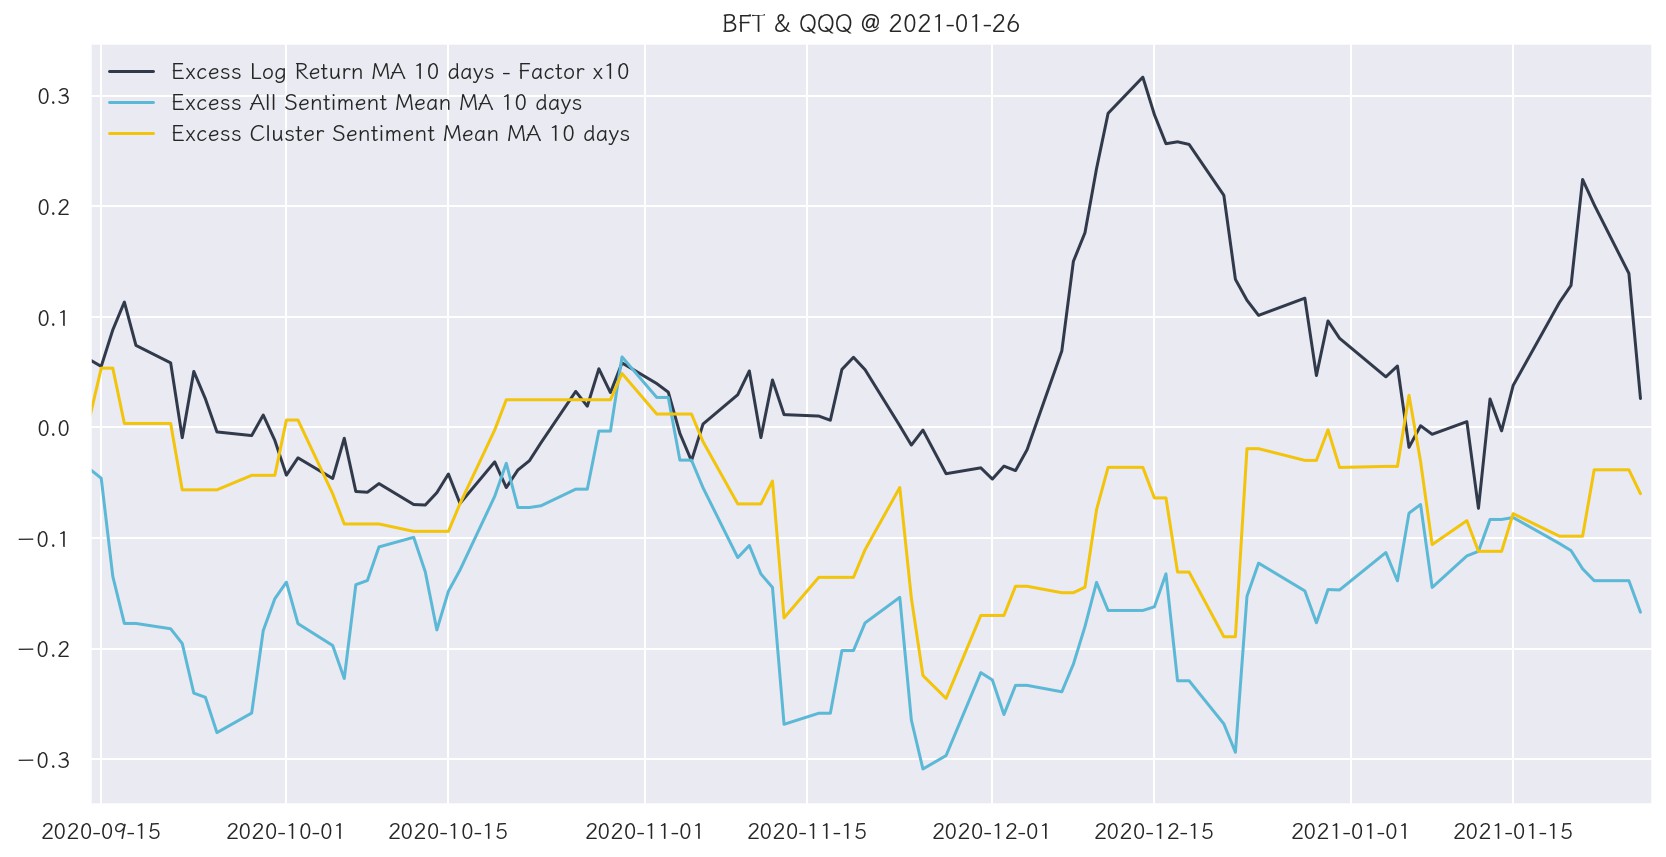 BFT & QQQ @ 2021-01-26
Excess Log Return MA 10 days - Factor x10
Excess All Sentiment Mean MA 10 days
Excess Cluster Sentiment Mean MA 10 days
0.3
0.2
0.1
0.0
−0.1
−0.2
−0.3
2020-09-15 2020-10-01 2020-10-15 2020-11-01 2020-11-15 2020-12-01 2020-12-15 2021-01-01 2021-01-15